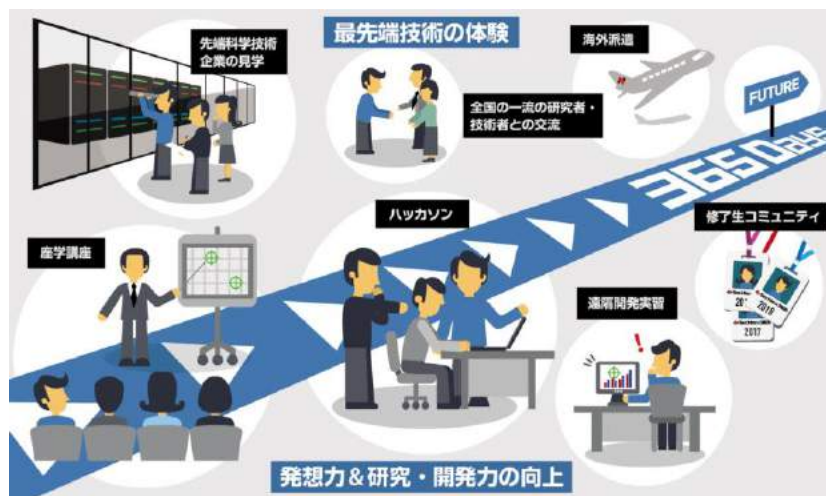 最先端技術の体験
先端科学技術
企業の見学
全国の一流の研究者・
技術者との交流
海外派遣
FUTURE
365Days
座学講座
ハッカソン
遠隔開発実習
修了生コミュニティ
2018
2017
発想力＆研究・開発力の向上